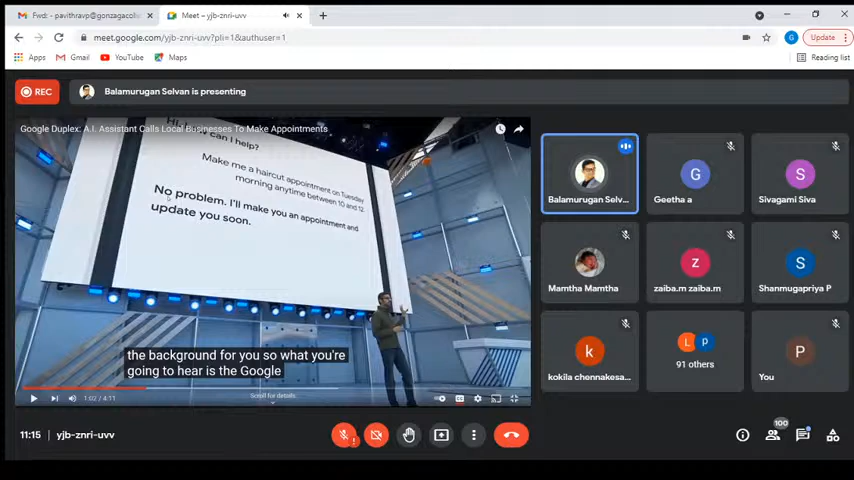 Fwd: - pavithravp@gonzagacoll
Meet – yjb-znri-uvv
meet.google.com/yjb-znri-uvv?pli=1&authuser=1
G
Update
Apps
Gmail
YouTube
Maps
Reading list
REC
Balamurugan Selvan is presenting
Google Duplex: A.I. Assistant Calls Local Businesses To Make Appointments
Hi, how can I help?
Make me a haircut appointment on Tuesday
morning anytime between 10 and 12.
No problem. I'll make you an appointment and
update you soon.
the background for you so what you're
going to hear is the Google
1:02 / 4:11
Scroll for details
Balamurugan Selv...
G
Geetha a
S
Sivagami Siva
Mamtha Mamtha
z
zaiba.m zaiba.m
S
Shanmugapriya P
k
kokila chennakesa...
L
p
91 others
P
You
11:15
yjb-znri-uvv
100